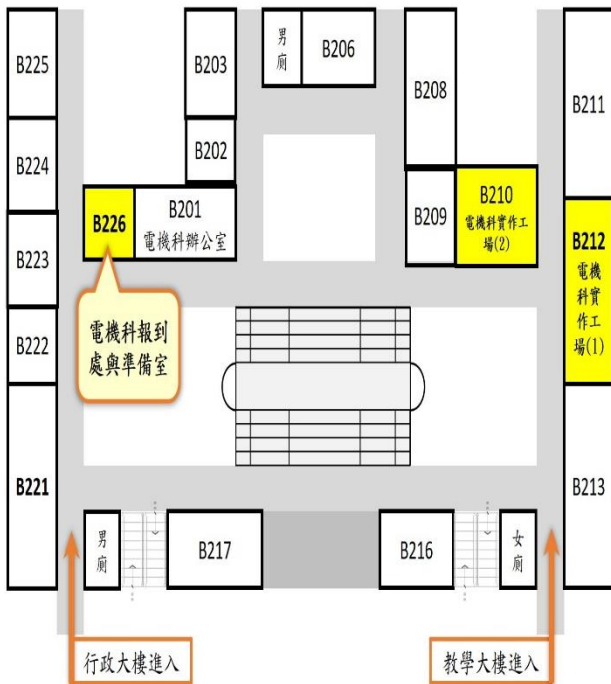 B225
B203
男
廁
B206
B208
B211
B224
B202
B226
B201
電機科辦公室
B209
B210
電機科實作工
場(2)
B212
電機
科實
作工
場(1)
B223
電機科報到
處與準備室
B222
B221
B213
男
廁
B217
B216
女
廁
行政大樓進入
教學大樓進入